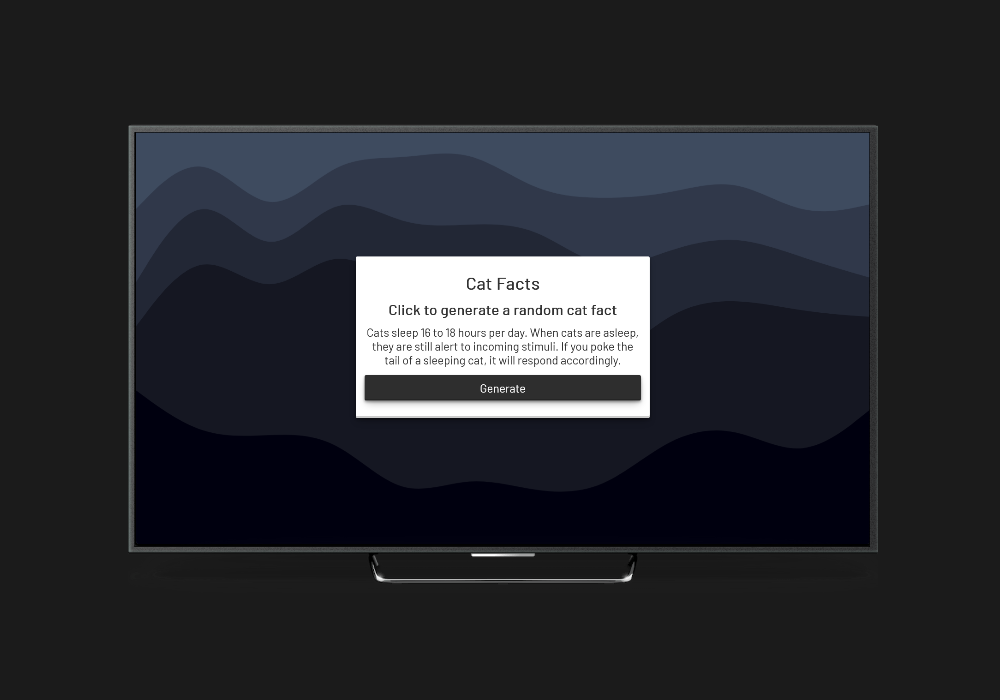 Cat Facts
Click to generate a random cat fact
Cats sleep 16 to 18 hours per day. When cats are asleep,
they are still alert to incoming stimuli. If you poke the
tail of a sleeping cat, it will respond accordingly.
Generate